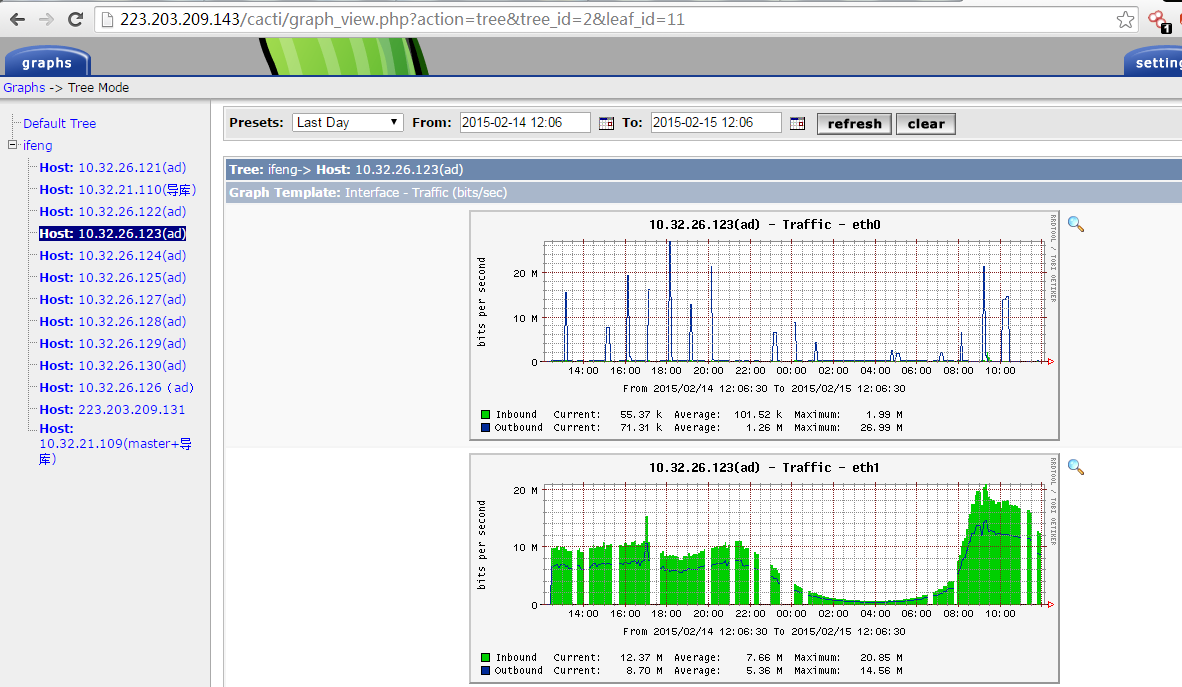 223.203.209.143/cacti/graph_view.php?action=tree&tree_id=2&leaf_id=11
1
graphs
settin
Graphs -> Tree Mode
Default Tree
ifeng
Host: 10.32.26.121(ad)
Host: 10.32.21.110(导库)
Host: 10.32.26.122(ad)
Host: 10.32.26.123(ad)
Host: 10.32.26.124(ad)
Host: 10.32.26.125(ad)
Host: 10.32.26.127(ad)
Host: 10.32.26.128(ad)
Host: 10.32.26.129(ad)
Host: 10.32.26.130(ad)
Host: 10.32.26.126（ad）
Host: 223.203.209.131
Host:
10.32.21.109(master+导
库)
Presets: Last Day From: 2015-02-14 12:06 To: 2015-02-15 12:06 refresh clear
Tree: ifeng-> Host: 10.32.26.123(ad)
Graph Template: Interface - Traffic (bits/sec)
10.32.26.123(ad) - Traffic - eth0
RRDTOOL / TOBI OETIKER
bits per second
20 M
10 M
0
14:00 16:00 18:00 20:00 22:00 00:00 02:00 04:00 06:00 08:00 10:00
From 2015/02/14 12:06:30 To 2015/02/15 12:06:30
Inbound Current: 55.37 k Average: 101.52 k Maximum: 1.99 M
Outbound Current: 71.31 k Average: 1.26 M Maximum: 26.99 M
10.32.26.123(ad) - Traffic - eth1
RRDTOOL / TOBI OETIKER
bits per second
20 M
10 M
0
14:00 16:00 18:00 20:00 22:00 00:00 02:00 04:00 06:00 08:00 10:00
From 2015/02/14 12:06:30 To 2015/02/15 12:06:30
Inbound Current: 12.37 M Average: 7.66 M Maximum: 20.85 M
Outbound Current: 8.70 M Average: 5.36 M Maximum: 14.56 M